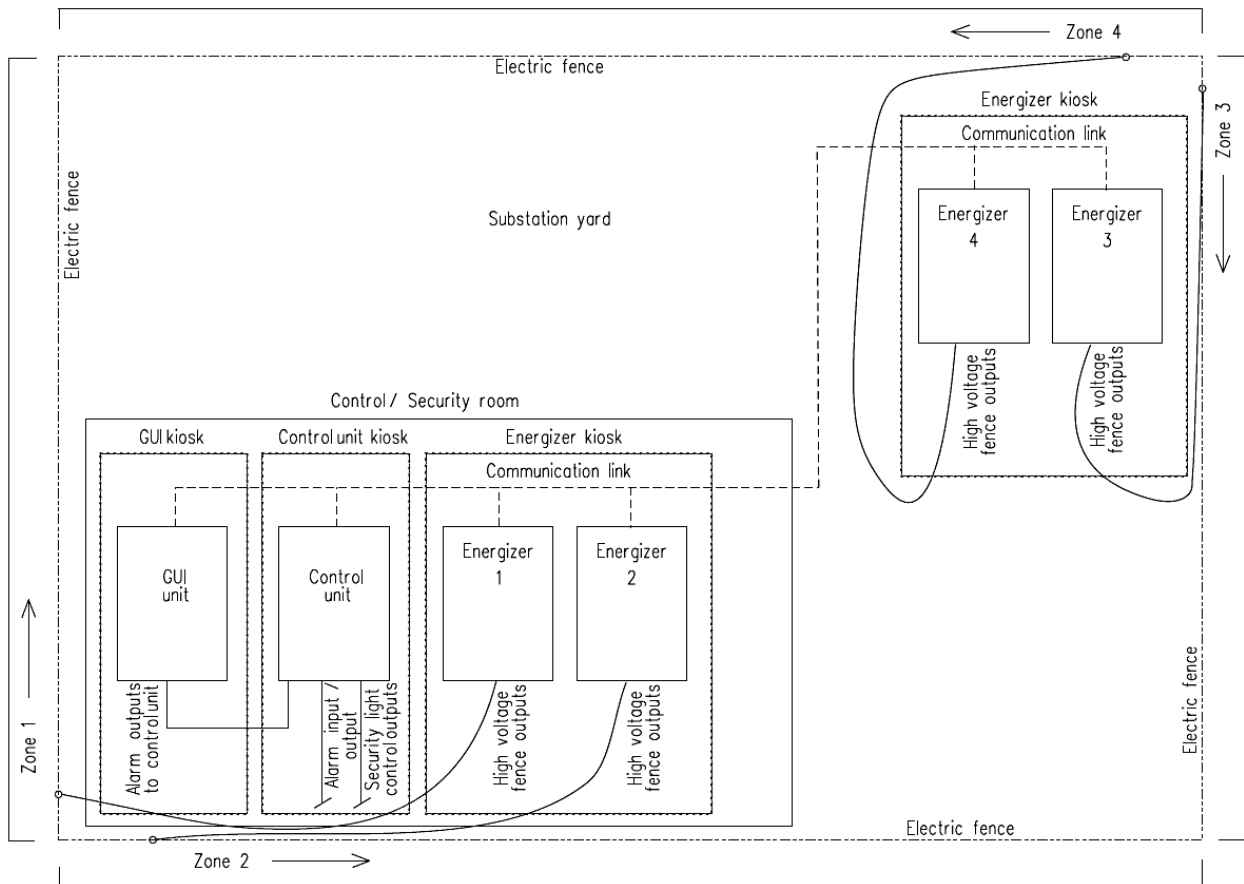 Zone 4
Electric fence
Energizer kiosk
Zone 3
Communication link
Electric fence
Substation yard
Energizer
4
Energizer
3
High voltage
fence outputs
High voltage
fence outputs
Control / Security room
GUI kiosk
Control unit kiosk
Energizer kiosk
Communication link
GUI
unit
Control
unit
Energizer
1
Energizer
2
Zone 1
Alarm outputs
to control unit
Alarm input /
output
Security light
control outputs
High voltage
fence outputs
High voltage
fence outputs
Electric fence
Electric fence
Zone 2